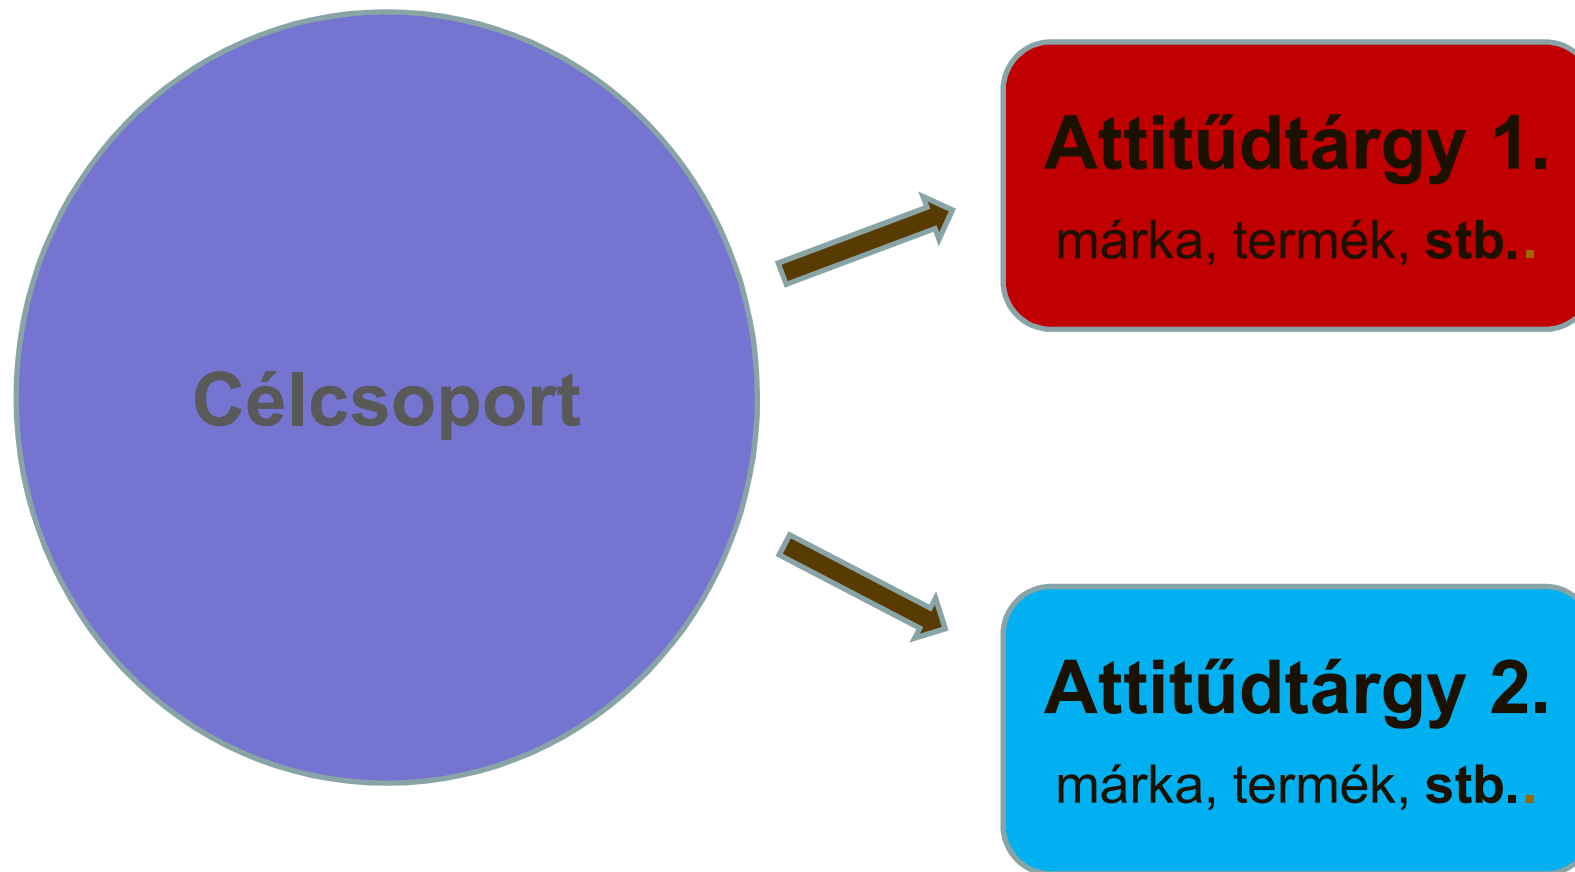 Célcsoport
Attitűdtárgy 1.
márka, termék, stb..
Attitűdtárgy 2.
márka, termék, stb..